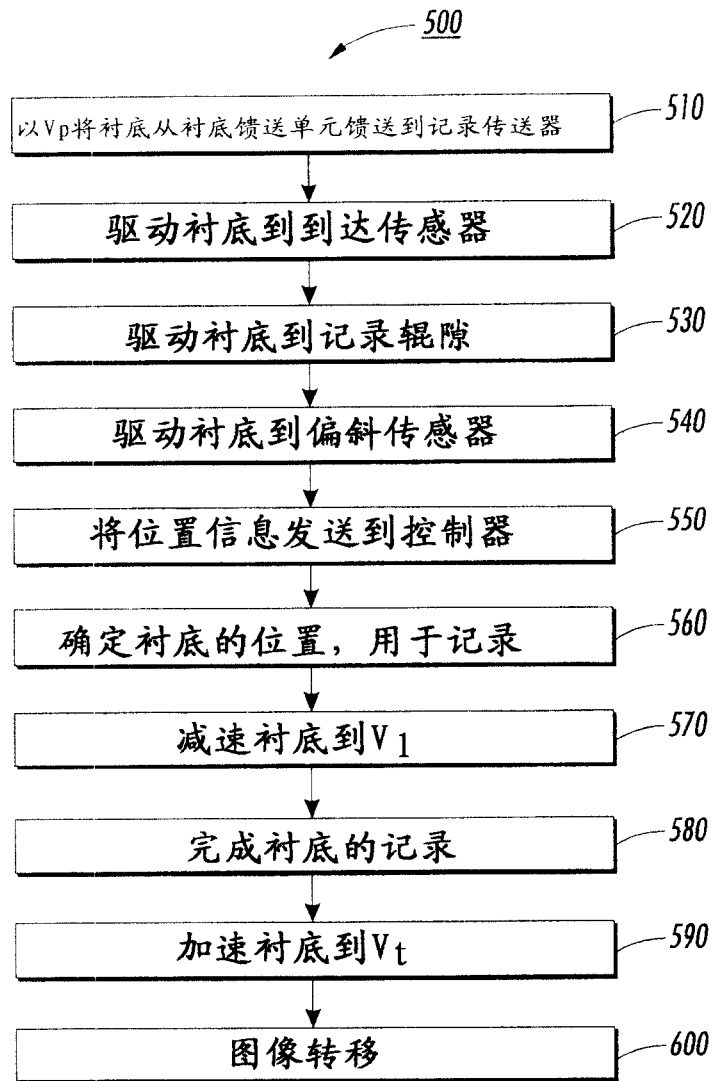 500
以Vp将衬底从衬底馈送单元馈送到记录传送器
510
驱动衬底到到达传感器
520
驱动衬底到记录辊隙
530
驱动衬底到偏斜传感器
540
将位置信息发送到控制器
550
确定衬底的位置，用于记录
560
减速衬底到V1
570
完成衬底的记录
580
加速衬底到Vt
590
图像转移
600